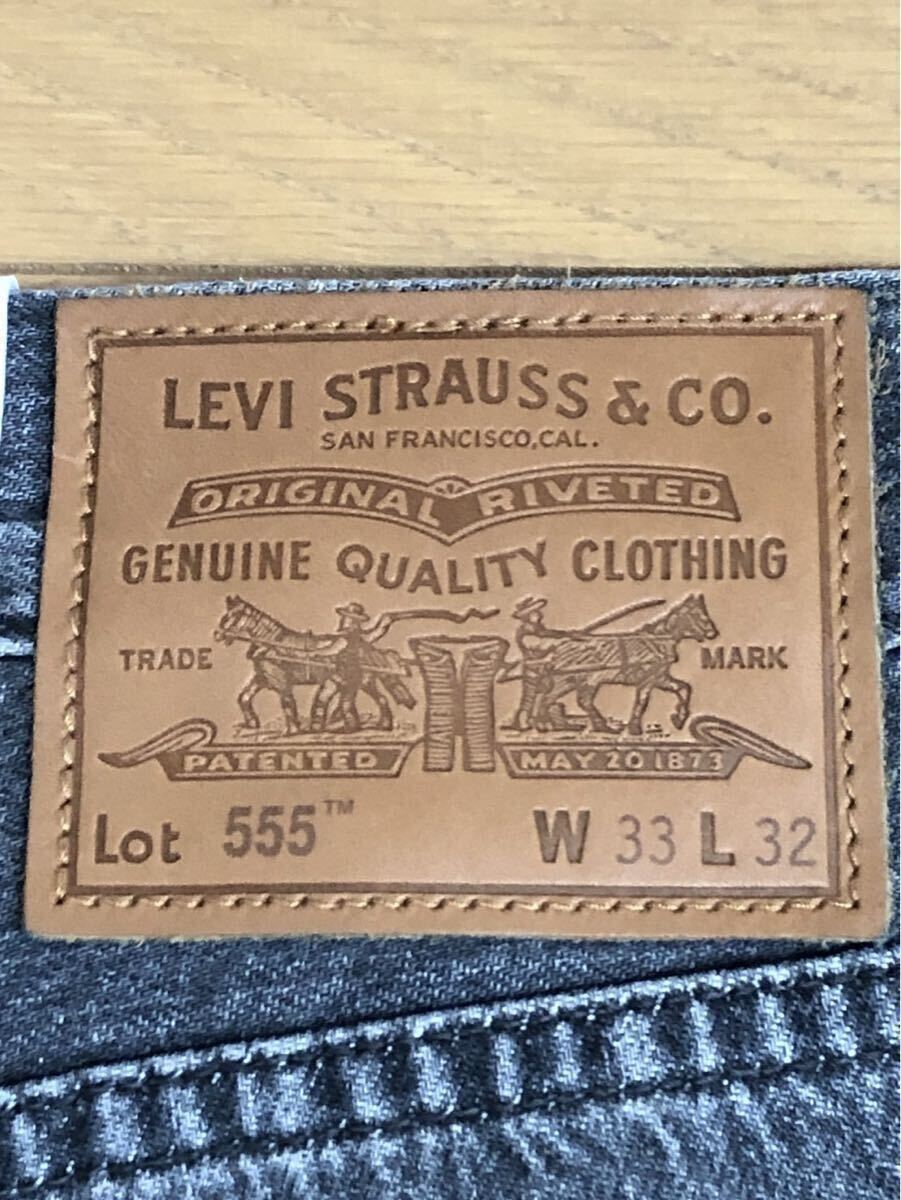 LEVI STRAUSS & CO.
SAN FRANCISCO, CAL.
ORIGINAL RIVETED
GENUINE QUALITY CLOTHING
TRADE MARK
PATENTED MAY 20 1873
Lot 555™ W 33 L 32